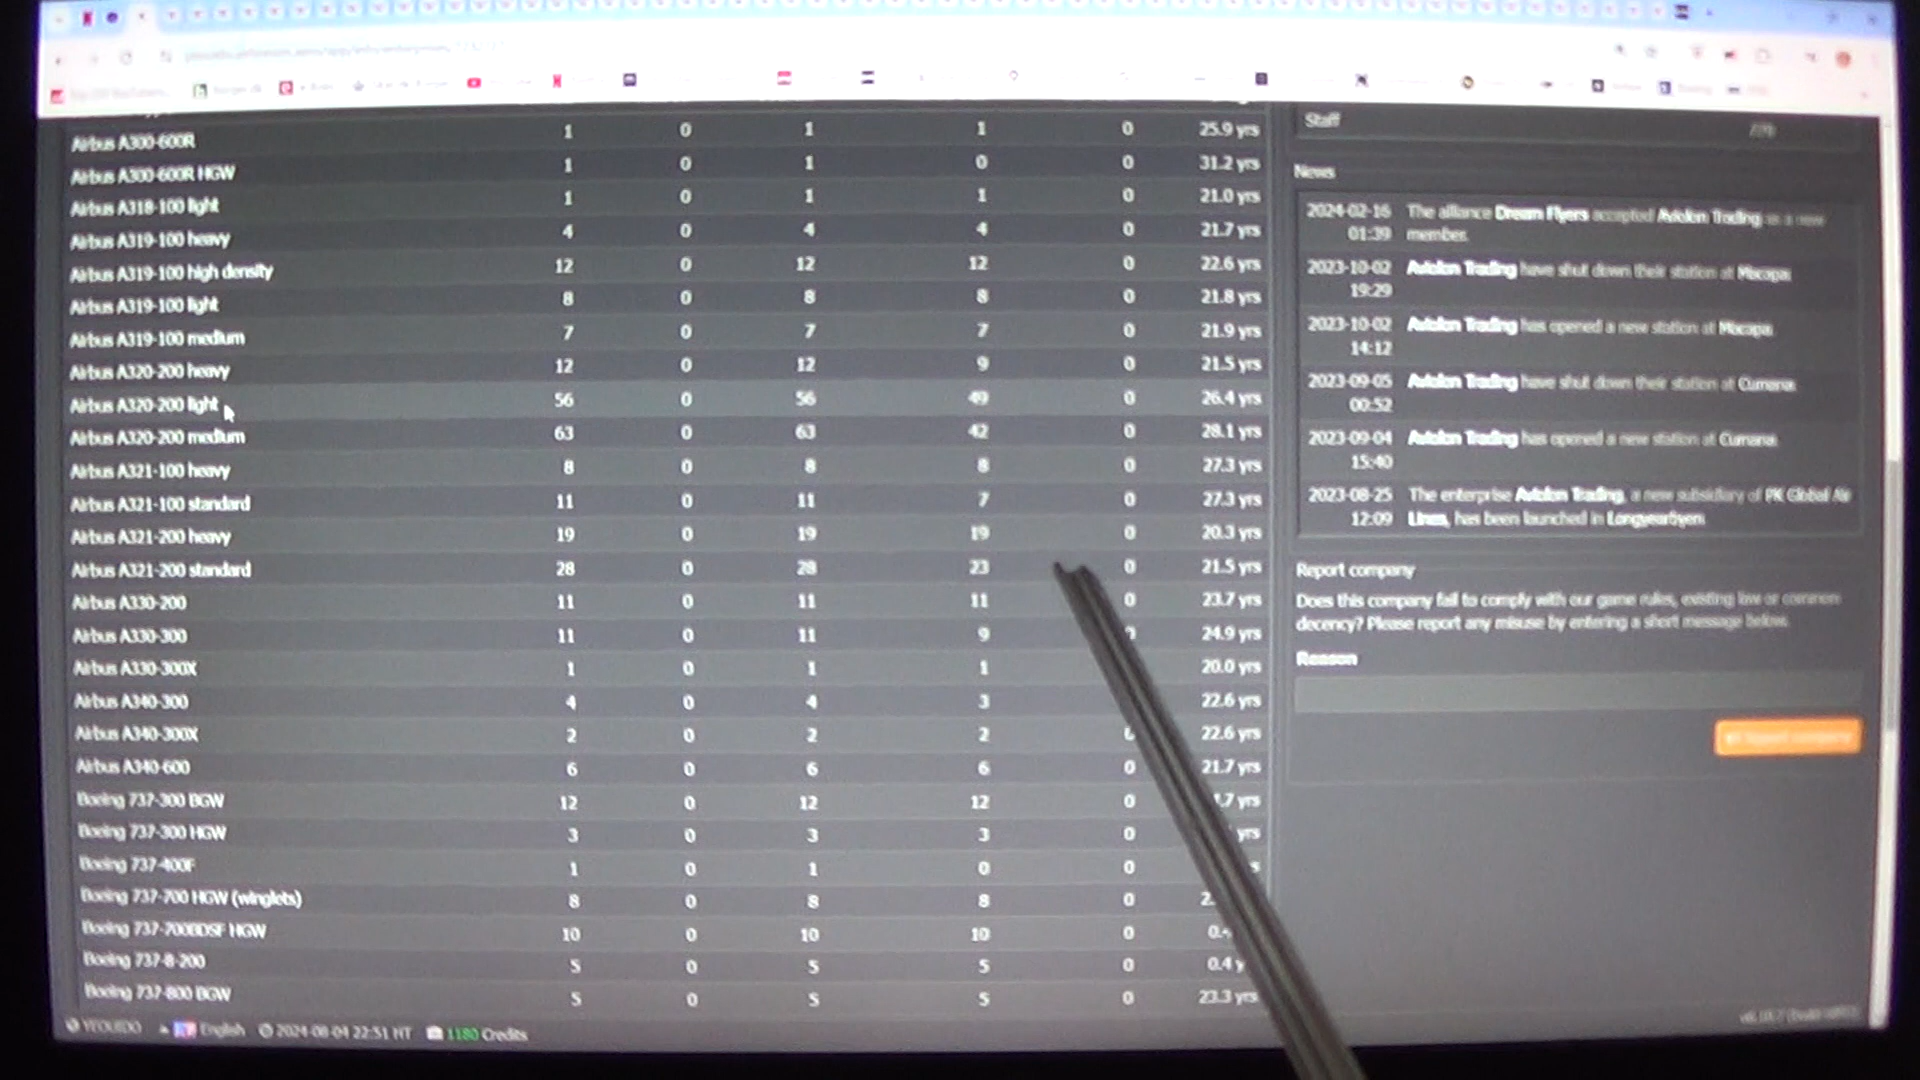 Airbus A300-600R 1 0 1 1 0 25.9 yrs
Airbus A300-600R HGW 1 0 1 0 0 31.2 yrs
Airbus A318-100 light 1 0 1 1 0 21.0 yrs
Airbus A319-100 heavy 4 0 4 4 0 21.7 yrs
Airbus A319-100 high density 12 0 12 12 0 22.6 yrs
Airbus A319-100 light 8 0 8 8 0 21.8 yrs
Airbus A319-100 medium 7 0 7 7 0 21.9 yrs
Airbus A320-200 heavy 12 0 12 9 0 21.5 yrs
Airbus A320-200 light 56 0 56 49 0 26.4 yrs
Airbus A320-200 medium 63 0 63 42 0 28.1 yrs
Airbus A321-100 heavy 8 0 8 8 0 27.3 yrs
Airbus A321-100 standard 11 0 11 7 0 27.3 yrs
Airbus A321-200 heavy 19 0 19 19 0 20.3 yrs
Airbus A321-200 standard 28 0 28 23 0 21.5 yrs
Airbus A330-200 11 0 11 11 0 23.7 yrs
Airbus A330-300 11 0 11 9 24.9 yrs
Airbus A330-300X 1 0 1 1 20.0 yrs
Airbus A340-300 4 0 4 3 22.6 yrs
Airbus A340-300X 2 0 2 2 22.6 yrs
Airbus A340-600 6 0 6 6 0 21.7 yrs
Boeing 737-300 BGW 12 0 12 12 0 .7 yrs
Boeing 737-300 HGW 3 0 3 3 0 yrs
Boeing 737-400F 1 0 1 0 0 s
Boeing 737-700 HGW (winglets) 8 0 8 8 0 2.
Boeing 737-700BDSF HGW 10 0 10 10 0 0.
Boeing 737-8-200 5 0 5 5 0 0.4 y
Boeing 737-800 BGW 5 0 5 5 0 23.3 yrs
English 2024-08-04 22:51 HT 1180 Credits
Staff
News
2024-02-16 The alliance Dream Flyers accepted Aviolon Trading as a new
01:39 member.
2023-10-02 Aviolon Trading have shut down their station at Macapa
19:29
2023-10-02 Aviolon Trading has opened a new station at Macapa
14:12
2023-09-05 Aviolon Trading have shut down their station at Cumana
00:52
2023-09-04 Aviolon Trading has opened a new station at Cumana
15:40
2023-08-25 The enterprise Aviolon Trading, a new subsidiary of PK Global Air
12:09 Lines, has been launched in Longyearbyen
Report company
Does this company fail to comply with our game rules, existing law or common
decency? Please report any misuse by entering a short message below.
Reason